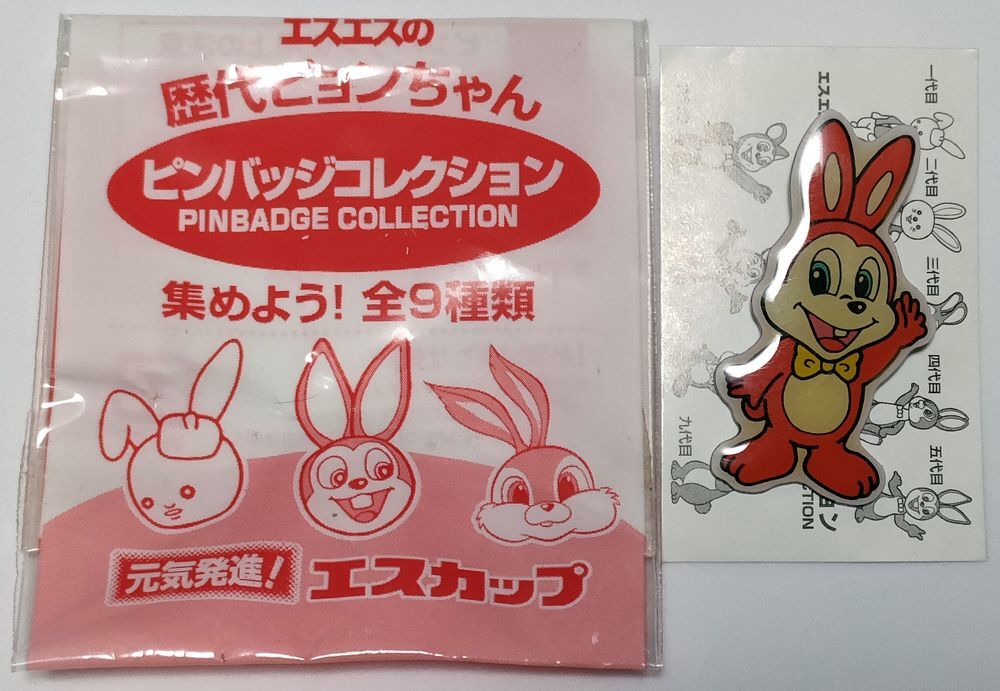 エスエスの
歴代ピョンちゃん
ピンバッジコレクション
PINBADGE COLLECTION
集めよう! 全9種類
元気発進!
エスカップ
一代目
二代目
三代目
四代目
五代目
九代目
エスエ
ョン
TION